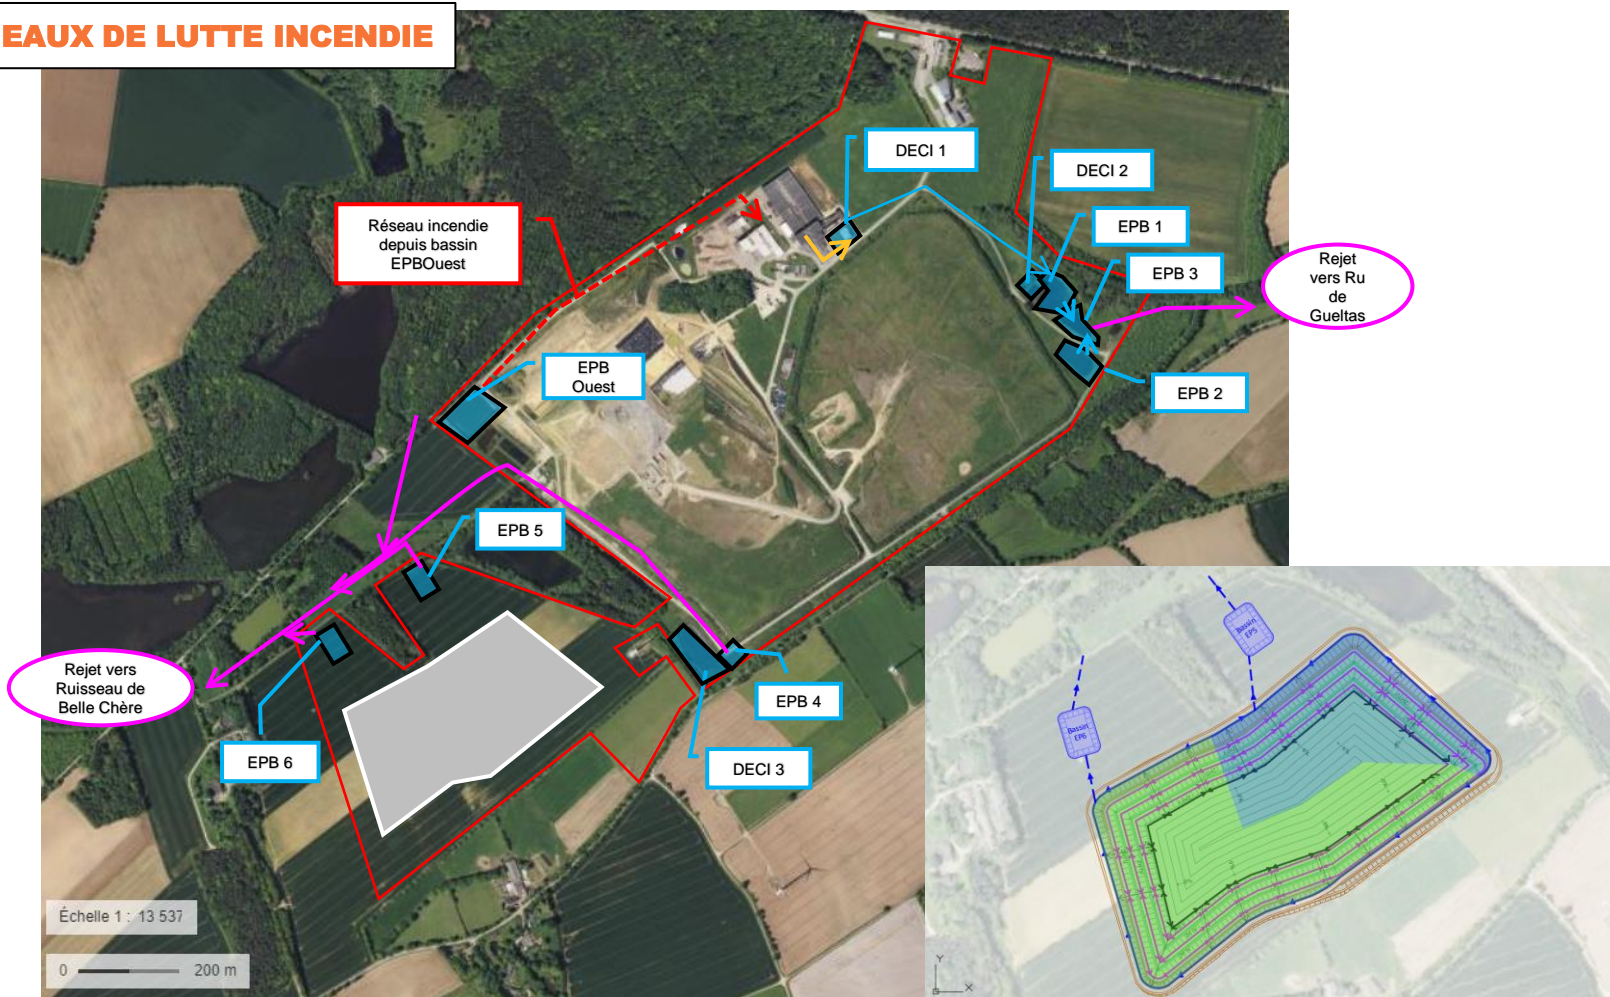 EAUX DE LUTTE INCENDIE
DECI 1
DECI 2
Réseau incendie
depuis bassin
EPBOuest
EPB 1
EPB 3
Rejet
vers Ru
de
Gueltas
EPB
Ouest
EPB 2
EPB 5
Rejet vers
Ruisseau de
Belle Chère
EPB 4
EPB 6
DECI 3
Bassin
EP5
Bassin
EP6
Échelle 1 : 13 537
0 200 m
Y
X